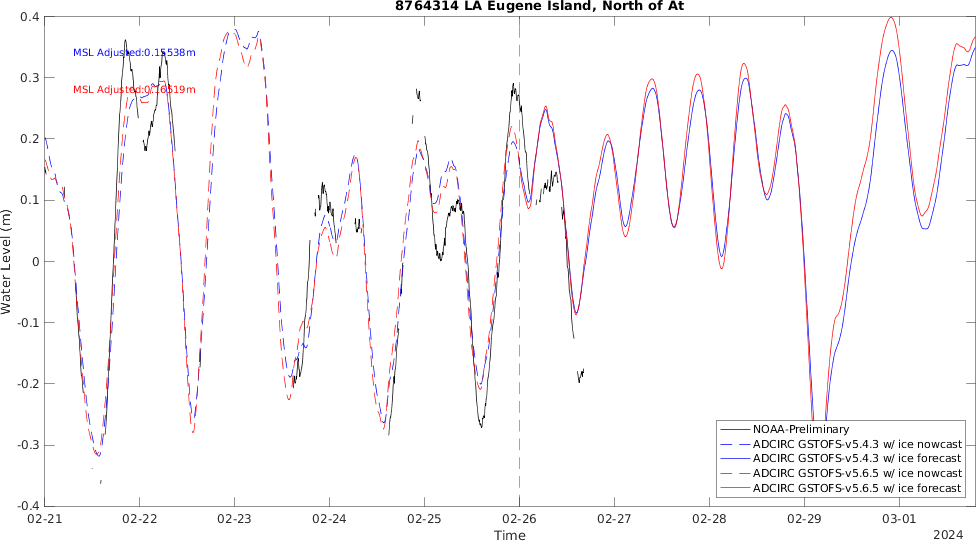 8764314 LA Eugene Island, North of At
0.4
0.3
0.2
0.1
0
-0.1
-0.2
-0.3
-0.4
Water Level (m)
MSL Adjusted:0.15538m
MSL Adjusted:0.16519m
NOAA-Preliminary
ADCIRC GSTOFS-v5.4.3 w/ ice nowcast
ADCIRC GSTOFS-v5.4.3 w/ ice forecast
ADCIRC GSTOFS-v5.6.5 w/ ice nowcast
ADCIRC GSTOFS-v5.6.5 w/ ice forecast
02-21 02-22 02-23 02-24 02-25 02-26 02-27 02-28 02-29 03-01
Time
2024